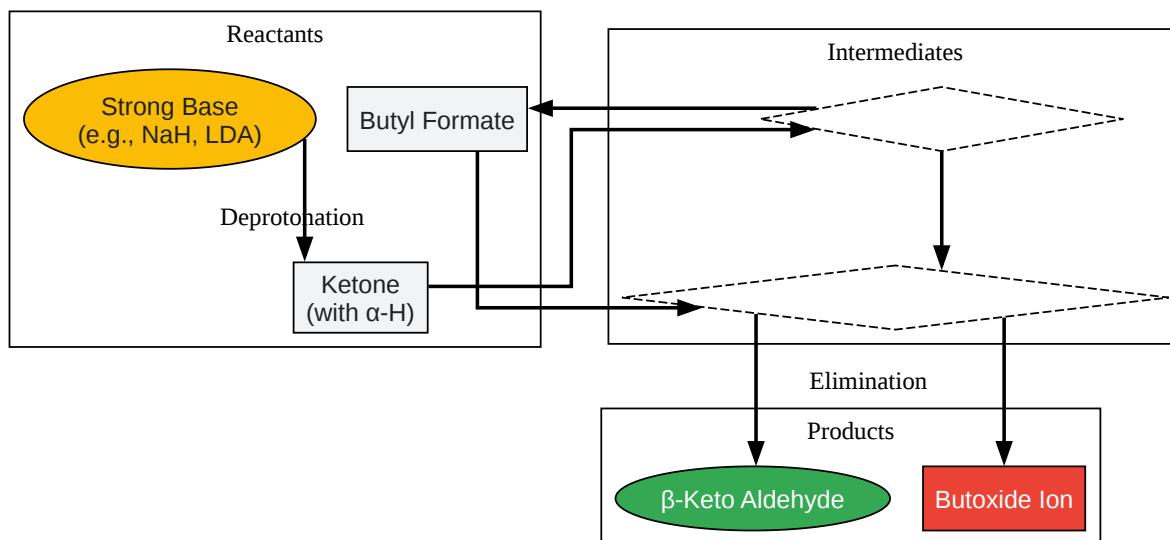 Reactants
Intermediates
Strong Base
(e.g., NaH, LDA)
Butyl Formate
Deprotonation
Ketone
(with α-H)
Elimination
Products
β-Keto Aldehyde
Butoxide Ion